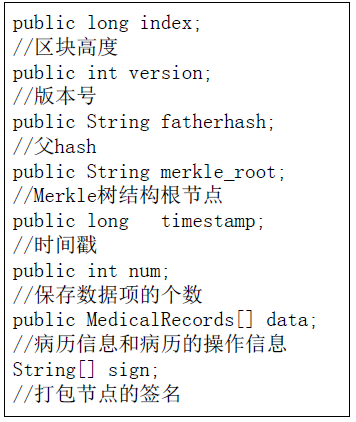 public long index;
//区块高度
public int version;
//版本号
public String fatherhash;
//父hash
public String merkle_root;
//Merkle树结构根节点
public long   timestamp;
//时间戳
public int num;
//保存数据项的个数
public MedicalRecords[] data;
//病历信息和病历的操作信息
String[] sign;
//打包节点的签名